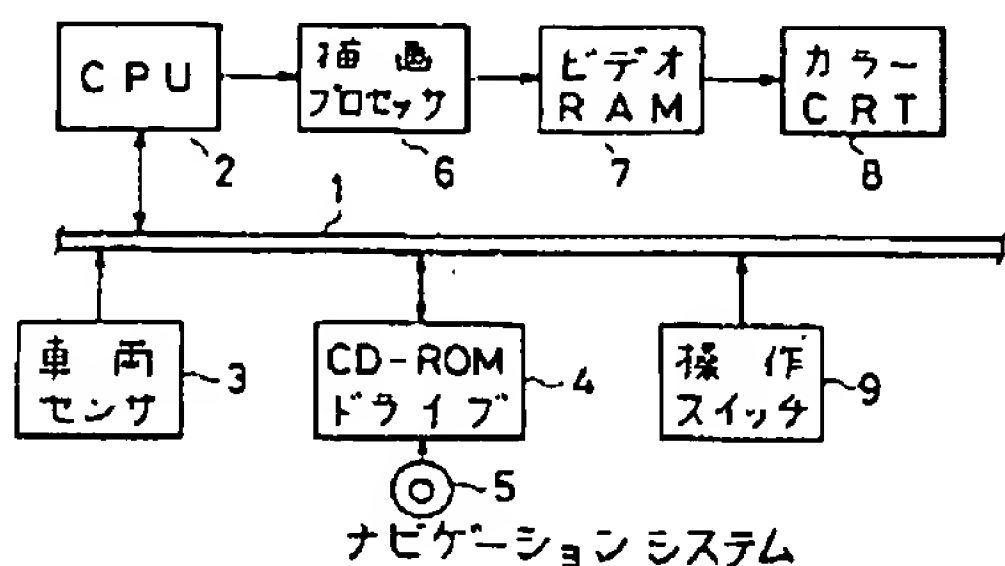 CPU
描画
プロセッサ
ビデオ
RAM
カラー
CRT
2
6
7
8
1
車両
センサ
3
CD-ROM
ドライブ
4
操作
スイッチ
9
5
ナビゲーションシステム